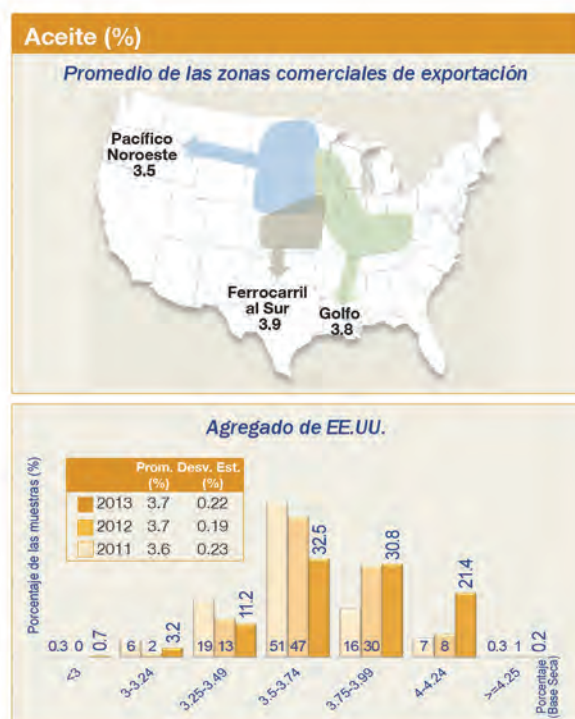 Aceite (%)
Promedio de las zonas comerciales de exportación
Pacífico
Noroeste
3.5
Ferrocarril
al Sur
3.9
Golfo
3.8
Agregado de EE.UU.
Porcentaje de las muestras (%)
Prom. Desv. Est.
(%) (%)
2013 3.7 0.22
2012 3.7 0.19
2011 3.6 0.23
0.3 0 0.7
6 2 3.2
19 13 11.2
51 47 32.5
16 30 30.8
7 8 21.4
0.3 1 0.2
<3
3-3.24
3.25-3.49
3.5-3.74
3.75-3.99
4-4.24
>=4.25
Porcentaje
(Base Seca)